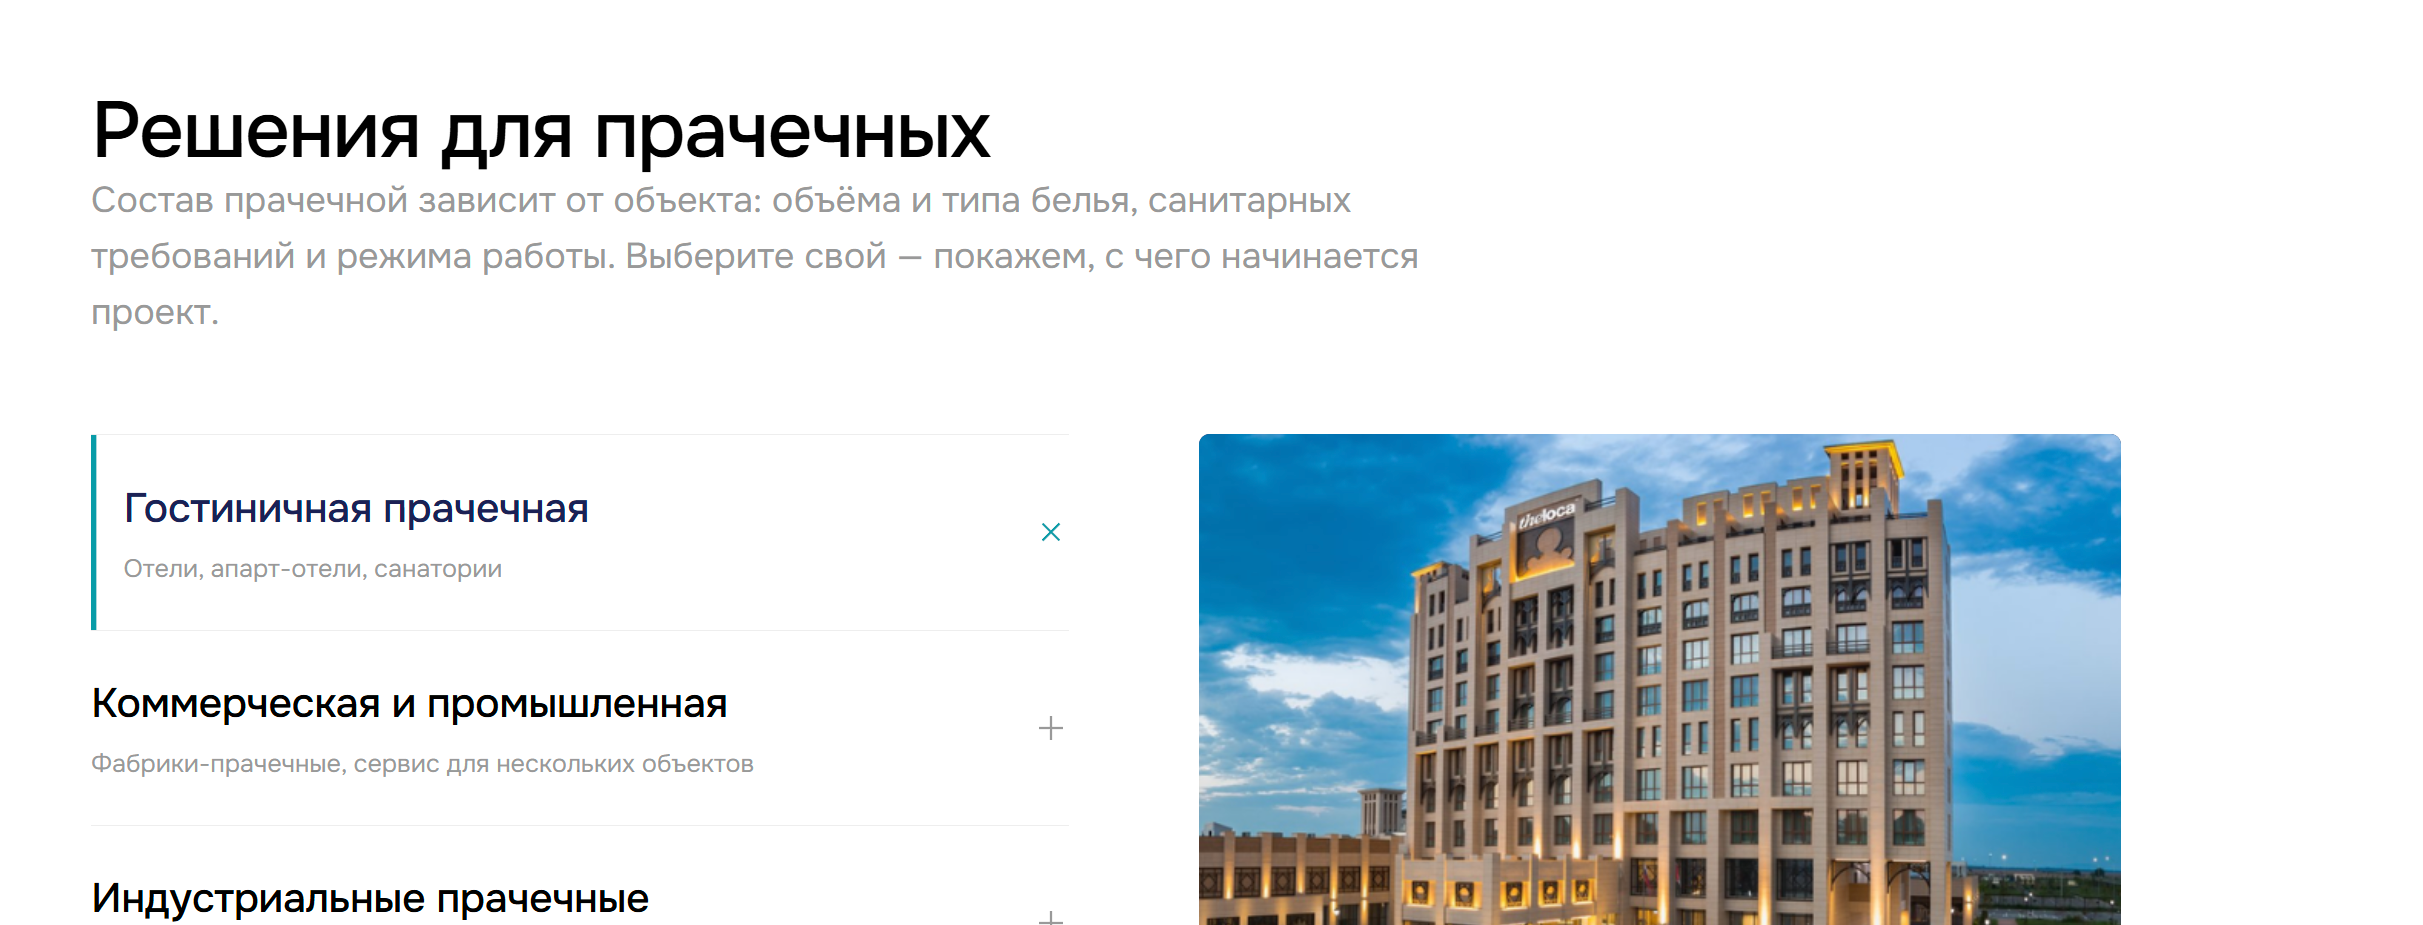 Решения для прачечных
Состав прачечной зависит от объекта: объёма и типа белья, санитарных
требований и режима работы. Выберите свой — покажем, с чего начинается
проект.
Гостиничная прачечная
Отели, апарт-отели, санатории
Коммерческая и промышленная
Фабрики-прачечные, сервис для нескольких объектов
Индустриальные прачечные
theloca